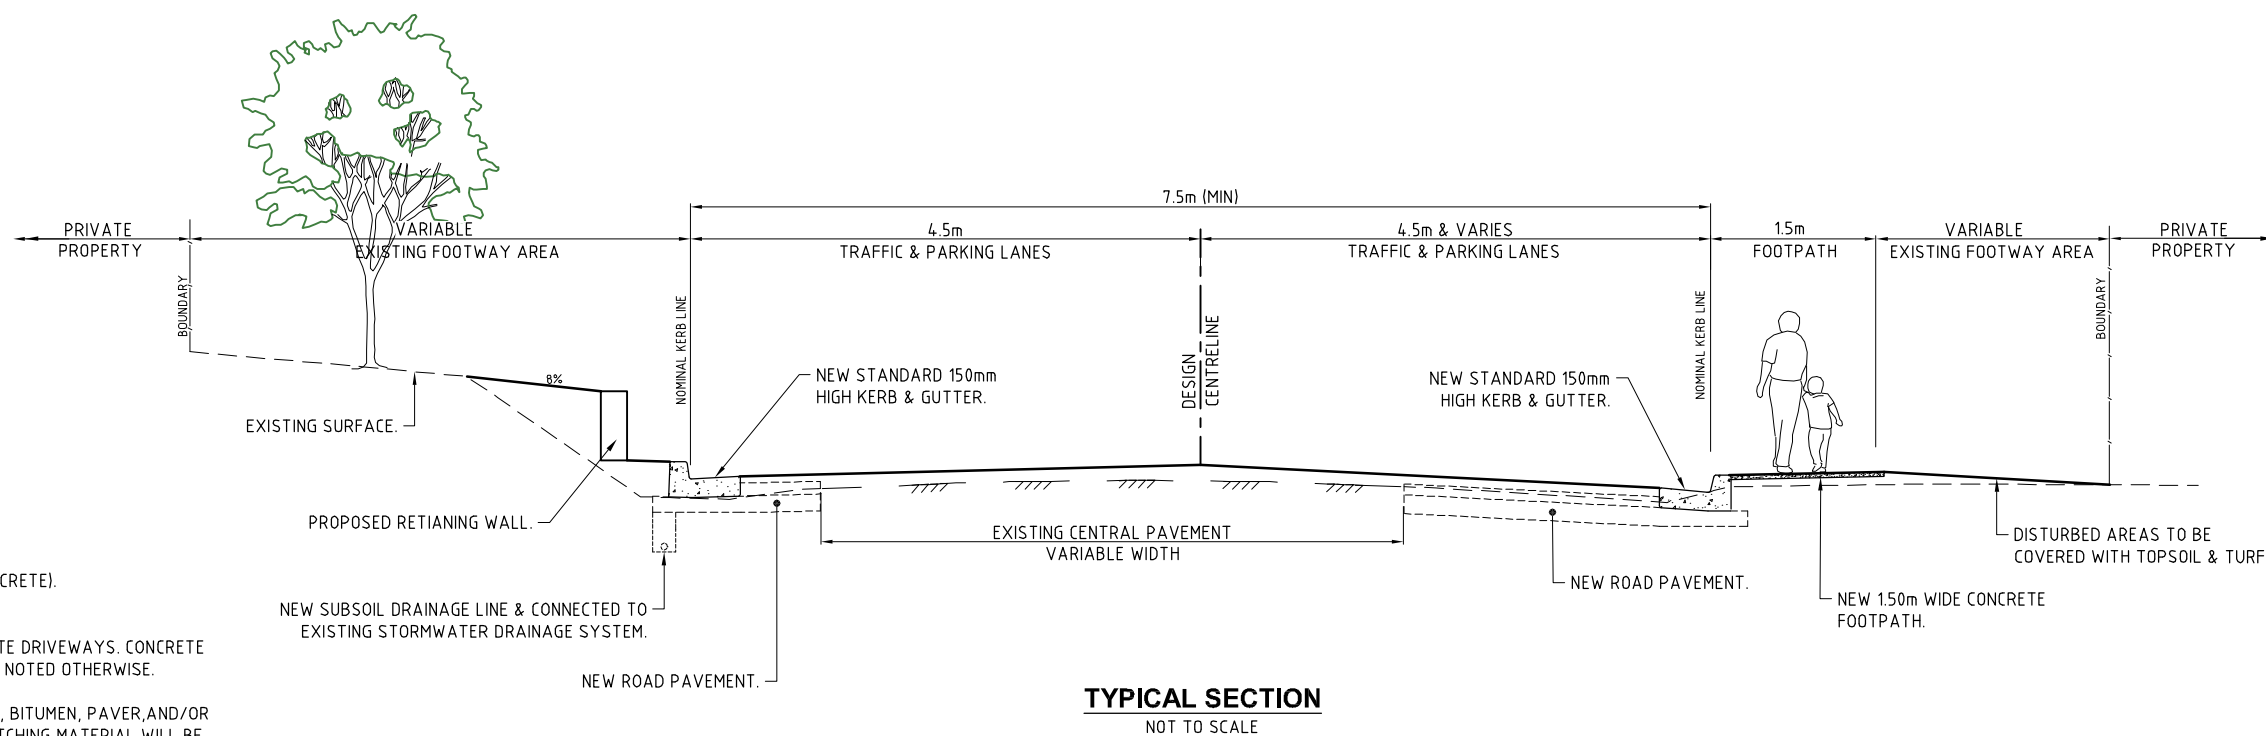 7.5m (MIN)
PRIVATE
PROPERTY
VARIABLE
EXISTING FOOTWAY AREA
4.5m
TRAFFIC & PARKING LANES
4.5m & VARIES
TRAFFIC & PARKING LANES
1.5m
FOOTPATH
VARIABLE
EXISTING FOOTWAY AREA
PRIVATE
PROPERTY
BOUNDARY
NOMINAL KERB LINE
DESIGN
CENTRELINE
NOMINAL KERB LINE
BOUNDARY
8%
NEW STANDARD 150mm
HIGH KERB & GUTTER.
NEW STANDARD 150mm
HIGH KERB & GUTTER.
EXISTING SURFACE.
PROPOSED RETIANING WALL.
EXISTING CENTRAL PAVEMENT
VARIABLE WIDTH
DISTURBED AREAS TO BE
COVERED WITH TOPSOIL & TURF
NEW ROAD PAVEMENT.
NEW 1.50m WIDE CONCRETE
FOOTPATH.
NEW SUBSOIL DRAINAGE LINE & CONNECTED TO
EXISTING STORMWATER DRAINAGE SYSTEM.
NEW ROAD PAVEMENT.
CRETE).
TE DRIVEWAYS. CONCRETE
NOTED OTHERWISE.
, BITUMEN, PAVER,AND/OR
TCHING MATERIAL WILL BE
TYPICAL SECTION
NOT TO SCALE